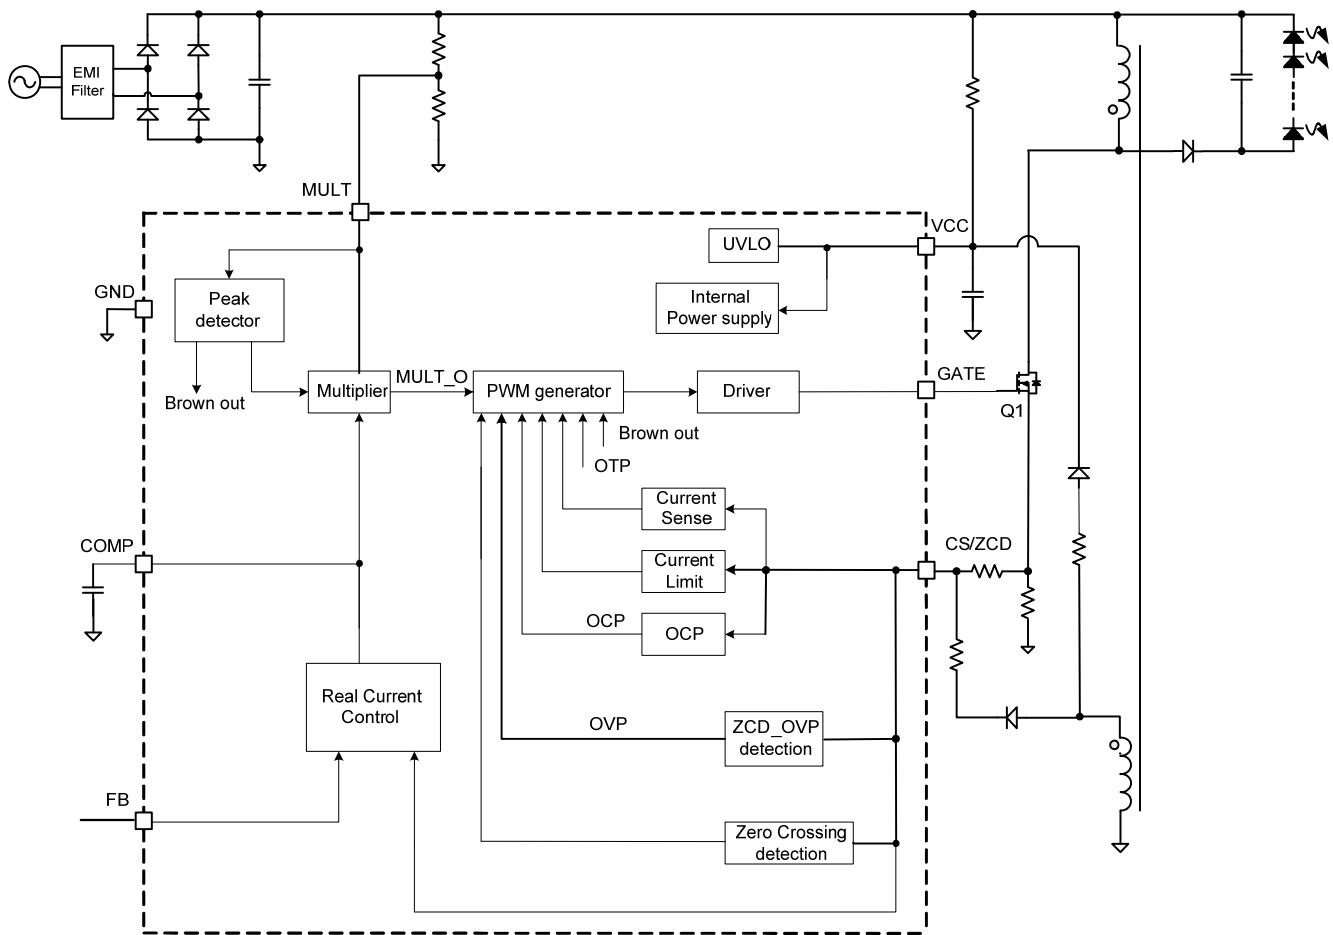 EMI
Filter
MULT
VCC
UVLO
GND
Peak
detector
Internal
Power supply
MULT_O
GATE
Multiplier
PWM generator
Driver
Brown out
Q1
Brown out
OTP
Current
Sense
COMP
CS/ZCD
Current
Limit
OCP
OCP
Real Current
Control
OVP
ZCD_OVP
detection
FB
Zero Crossing
detection